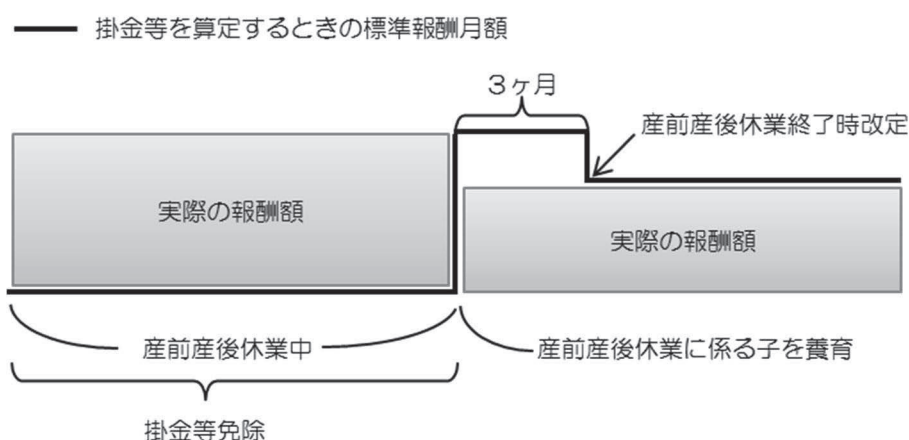 掛金等を算定するときの標準報酬月額
3ヶ月
産前産後休業終了時改定
実際の報酬額
実際の報酬額
産前産後休業中
産前産後休業に係る子を養育
掛金等免除